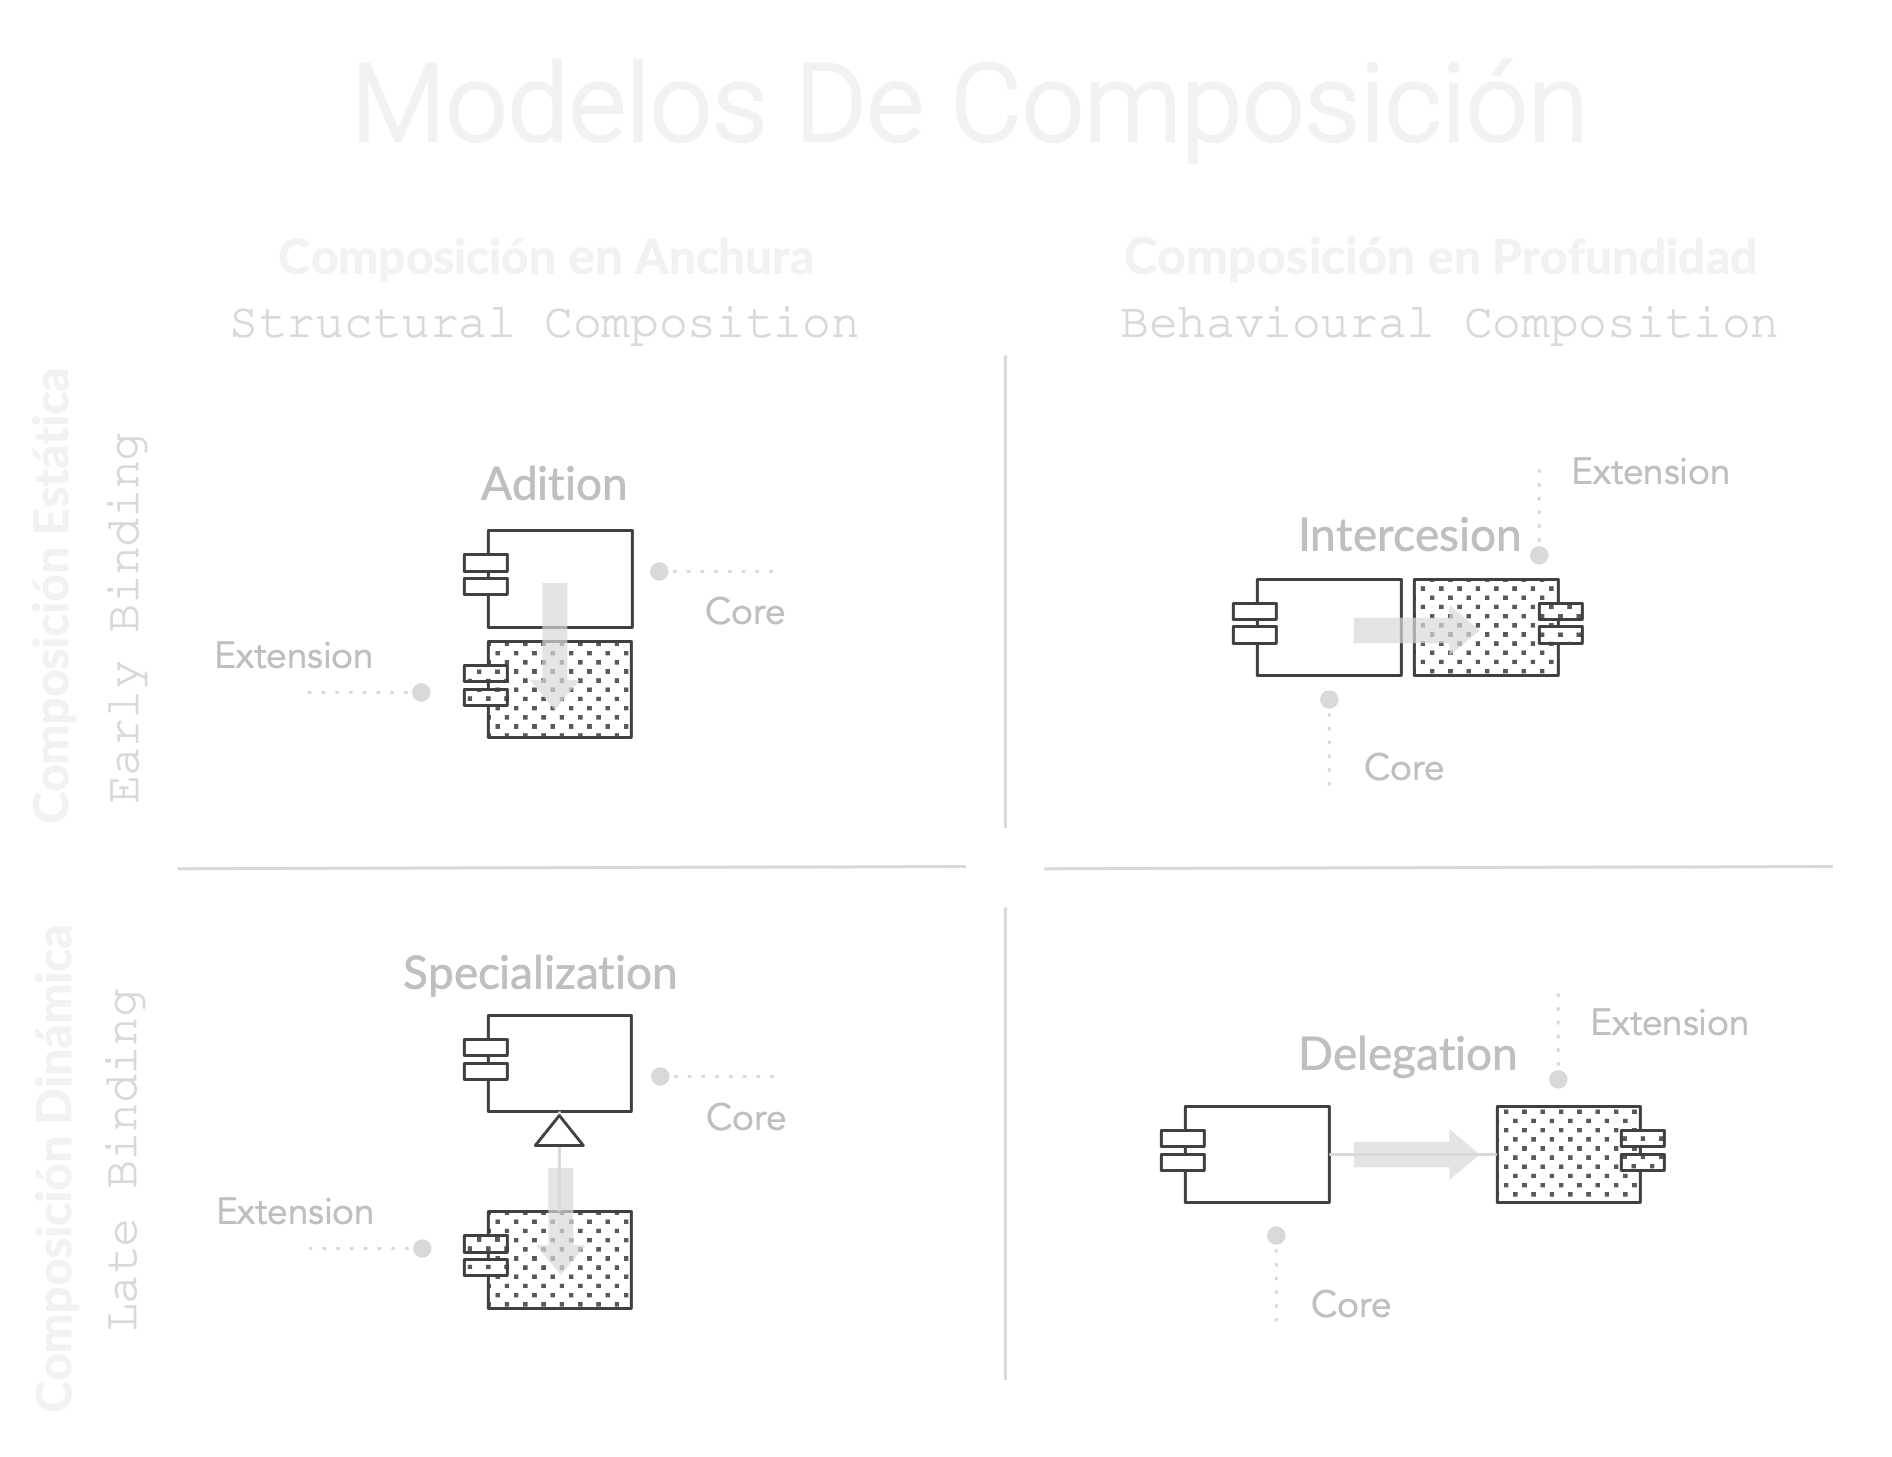 Modelos De Composición
Composición en Anchura
Structural Composition
Composición en Profundidad
Behavioural Composition
Composición Estática
Early Binding
Adition
Core
Extension
Extension
Intercesion
Core
Composición Dinámica
Late Binding
Specialization
Core
Extension
Extension
Delegation
Core